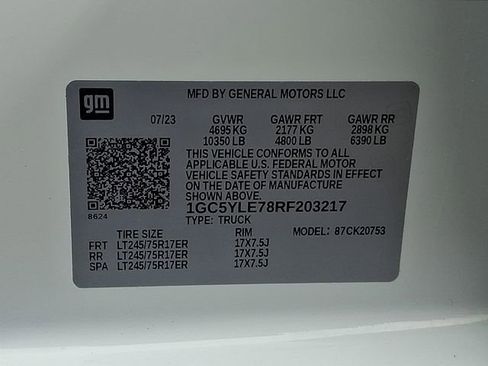 gm
MFD BY GENERAL MOTORS LLC
07/23 GVWR GAWR FRT GAWR RR
4695 KG 2177 KG 2898 KG
10350 LB 4800 LB 6390 LB
THIS VEHICLE CONFORMS TO ALL
APPLICABLE U.S. FEDERAL MOTOR
VEHICLE SAFETY STANDARDS IN EFFECT
ON THE DATE OF MANUFACTURE
SHOWN ABOVE.
1GC5YLE78RF203217
8624
TYPE: TRUCK
TIRE SIZE RIM MODEL: 87CK20753
FRT LT245/75R17ER 17X7.5J
RR LT245/75R17ER 17X7.5J
SPA LT245/75R17ER 17X7.5J